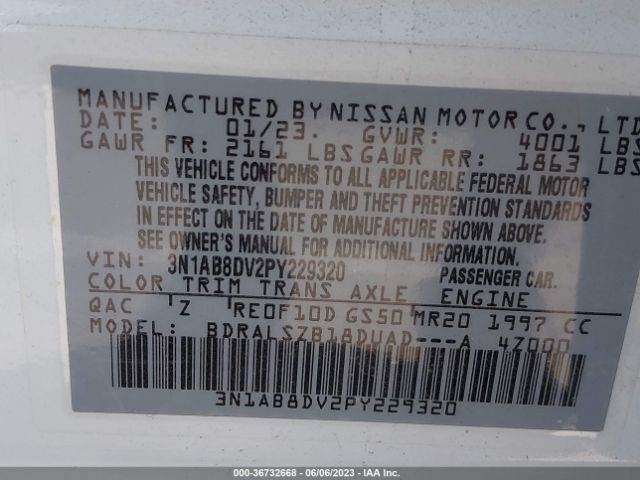 MANUFACTURED BY NISSAN MOTOR CO., LTD
DATE: 01/23. GVWR: 4001 LBS
GAWR FR: 2161 LBS GAWR RR: 1863 LBS
THIS VEHICLE CONFORMS TO ALL APPLICABLE FEDERAL MOTOR
VEHICLE SAFETY, BUMPER AND THEFT PREVENTION STANDARDS
IN EFFECT ON THE DATE OF MANUFACTURE SHOWN ABOVE.
SEE OWNER'S MANUAL FOR ADDITIONAL INFORMATION.
VIN: 3N1AB8DV2PY229320 PASSENGER CAR.
COLOR TRIM TRANS AXLE ENGINE
QAC Z RE0F10D GS50 MR20 1997 CC
MODEL: BDRALSZB18DUAD---A 4Z000
3N1AB8DV2PY229320
000-36732668 - 06/06/2023 - ©IAA Inc.